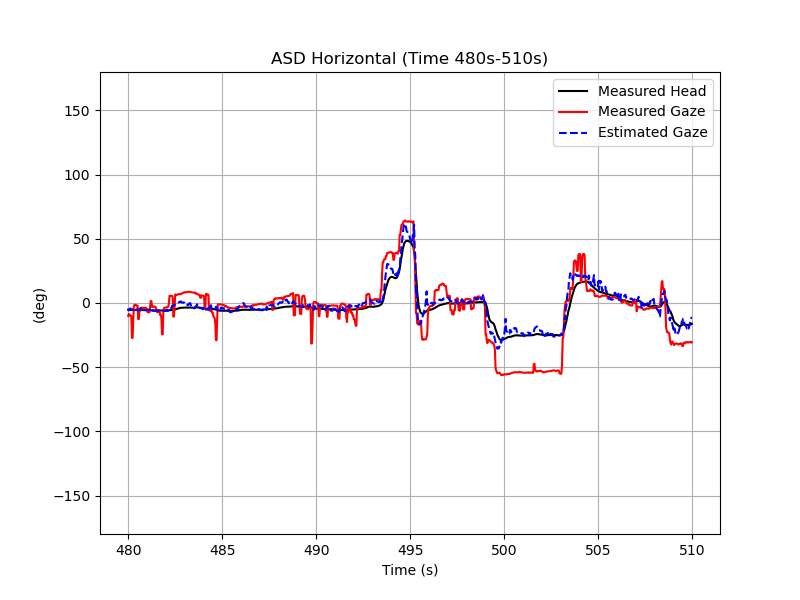 ASD Horizontal (Time 480s-510s)
Measured Head
Measured Gaze
Estimated Gaze
150
100
50
0
−50
−100
−150
(deg)
480 485 490 495 500 505 510
Time (s)